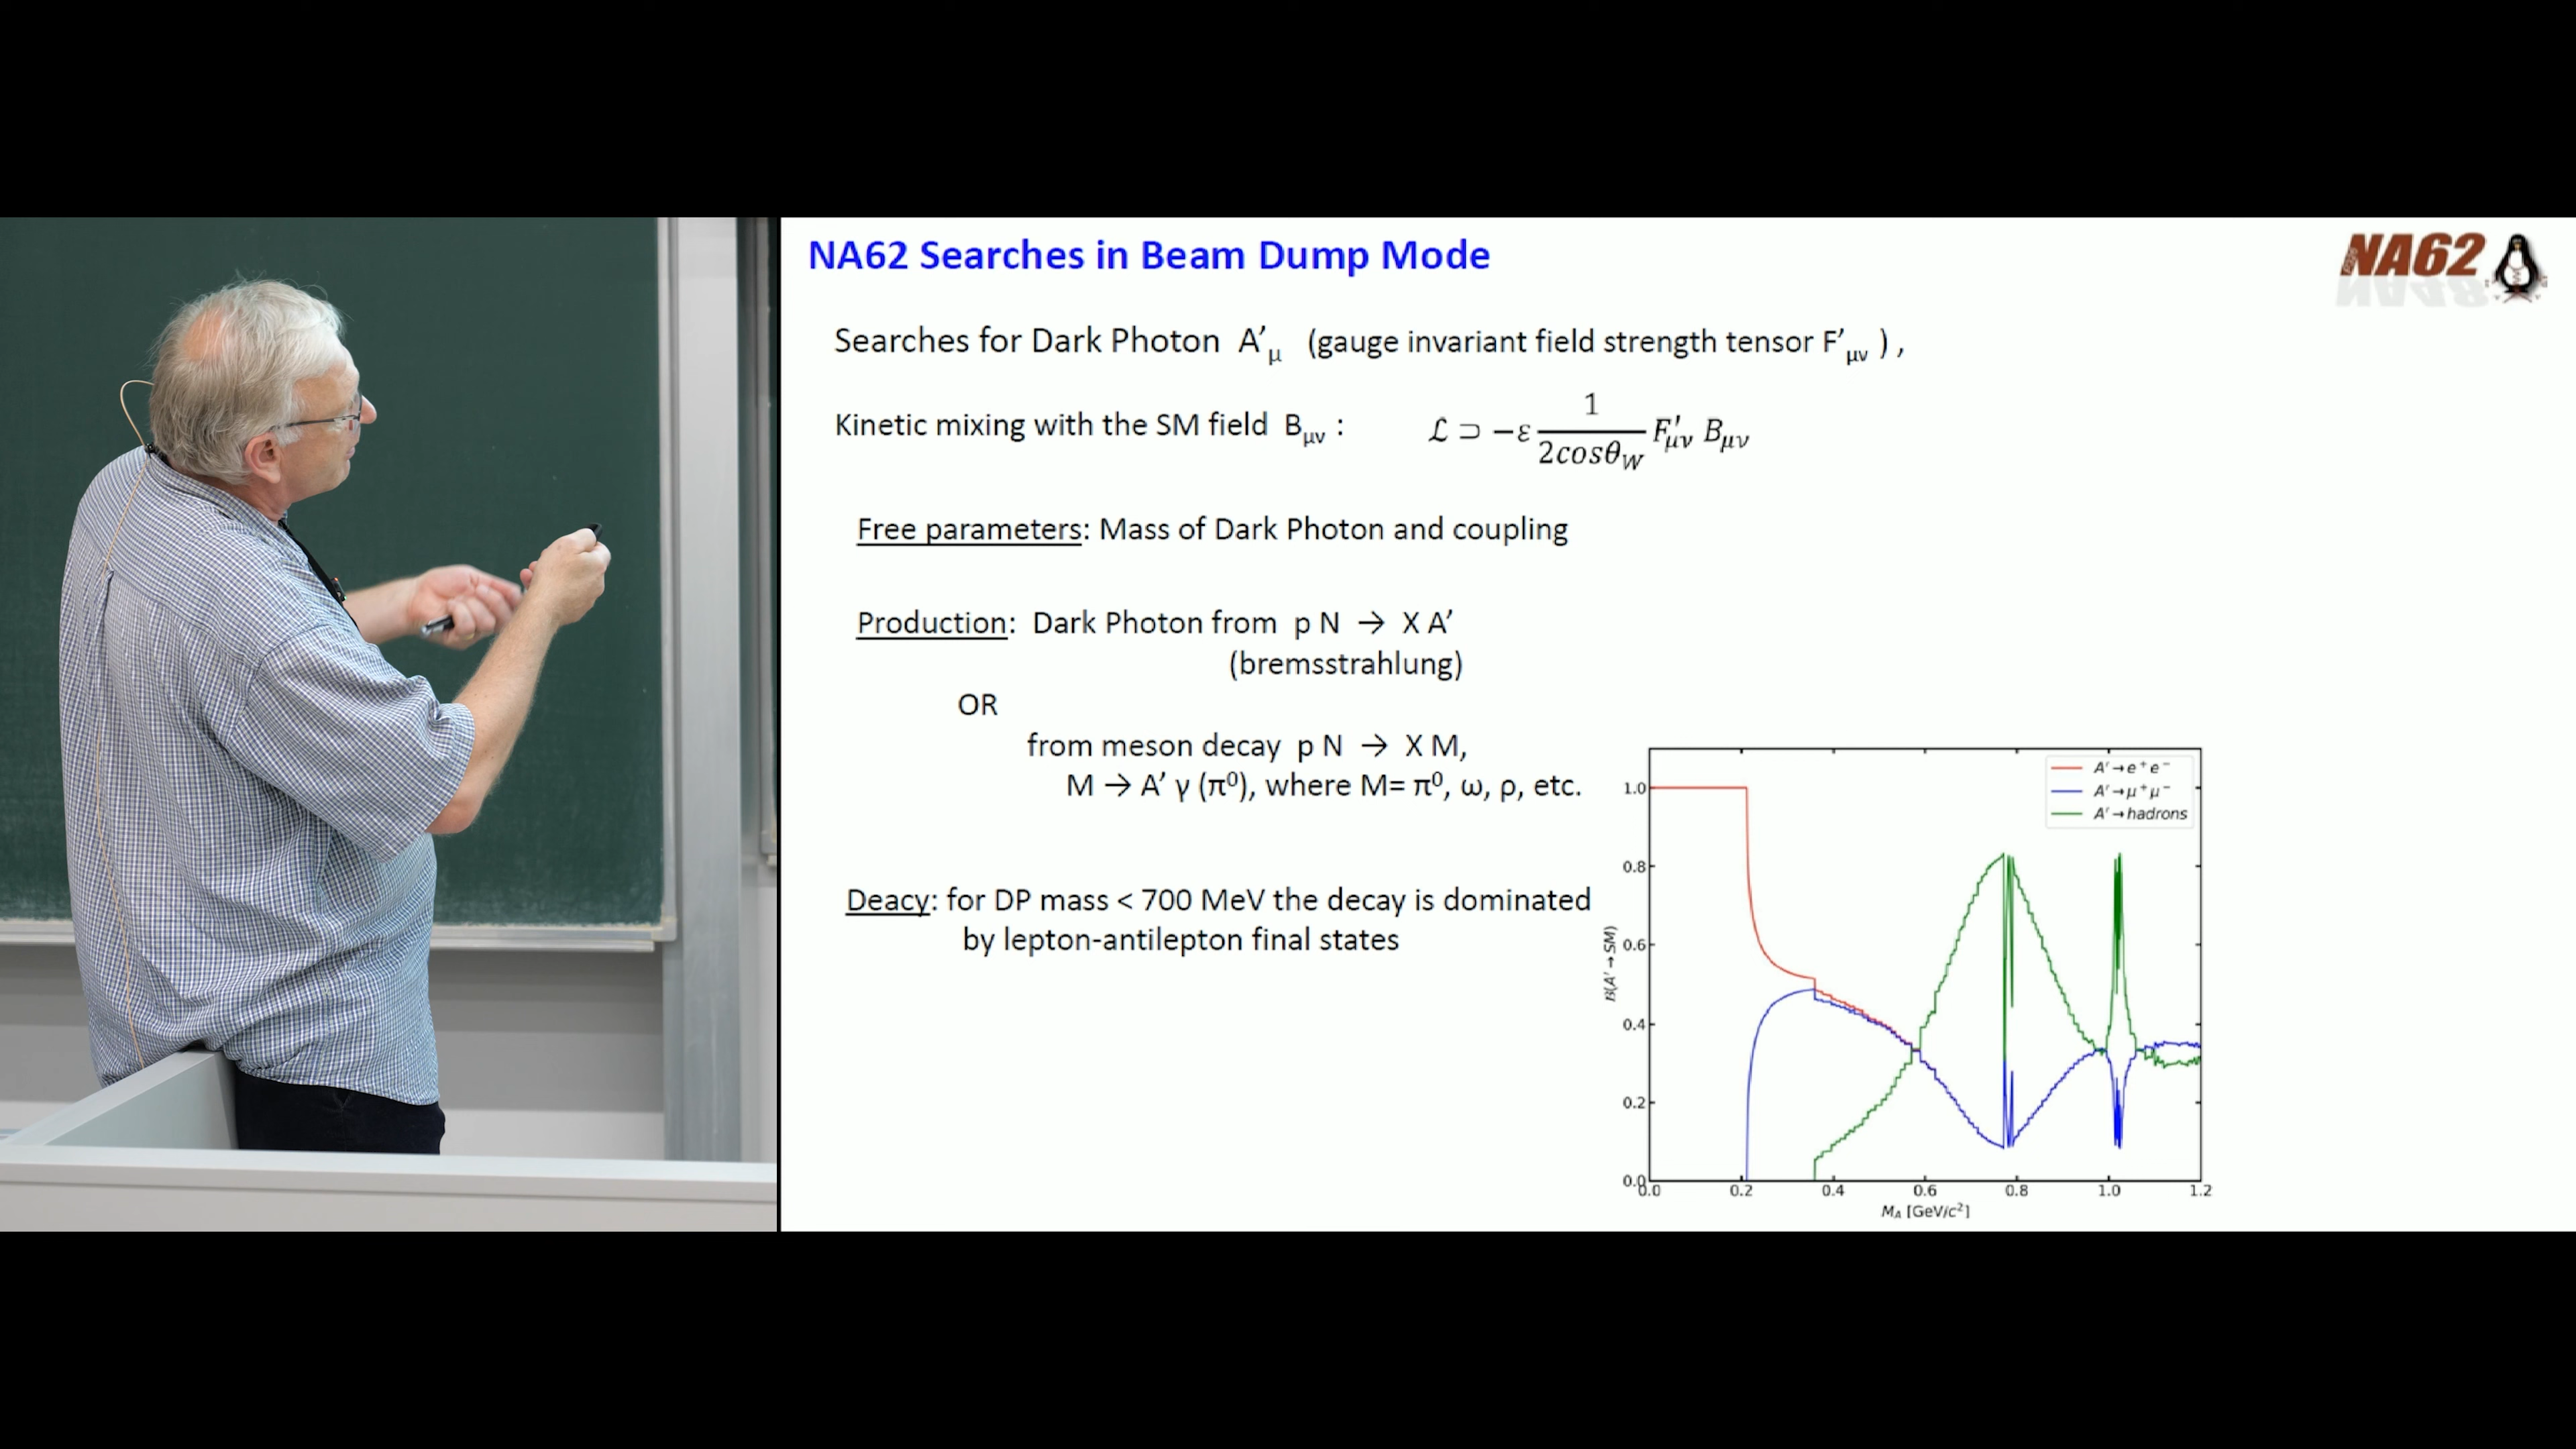 NA62 Searches in Beam Dump Mode
NA62
Searches for Dark Photon A’μ (gauge invariant field strength tensor F’μν ) ,
Kinetic mixing with the SM field Bμν : ℒ ⊃ −ε 1/2cosθW F′μν Bμν
Free parameters: Mass of Dark Photon and coupling
Production: Dark Photon from p N → X A’
(bremsstrahlung)
OR
from meson decay p N → X M,
M → A’ γ (π⁰), where M= π⁰, ω, ρ, etc.
Deacy: for DP mass < 700 MeV the decay is dominated
by lepton-antilepton final states
A′→e⁺e⁻
A′→μ⁺μ⁻
A′→hadrons
B(A′→SM)
1.0
0.8
0.6
0.4
0.2
0.0
0.0 0.2 0.4 0.6 0.8 1.0 1.2
MA [GeV/c²]